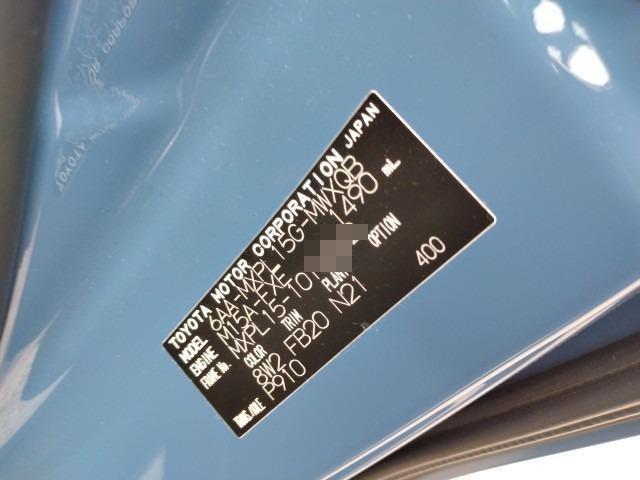 TOYOTA MOTOR CORPORATION JAPAN
MODEL 6AA-MXPL15G-MWXQB
ENGINE M15A-FXE 1490 mL
FRAME No. MXPL15-101
COLOR TRIM PLANT OPTION
8W2 FB20 N21 400
TRANS/AXLE P910